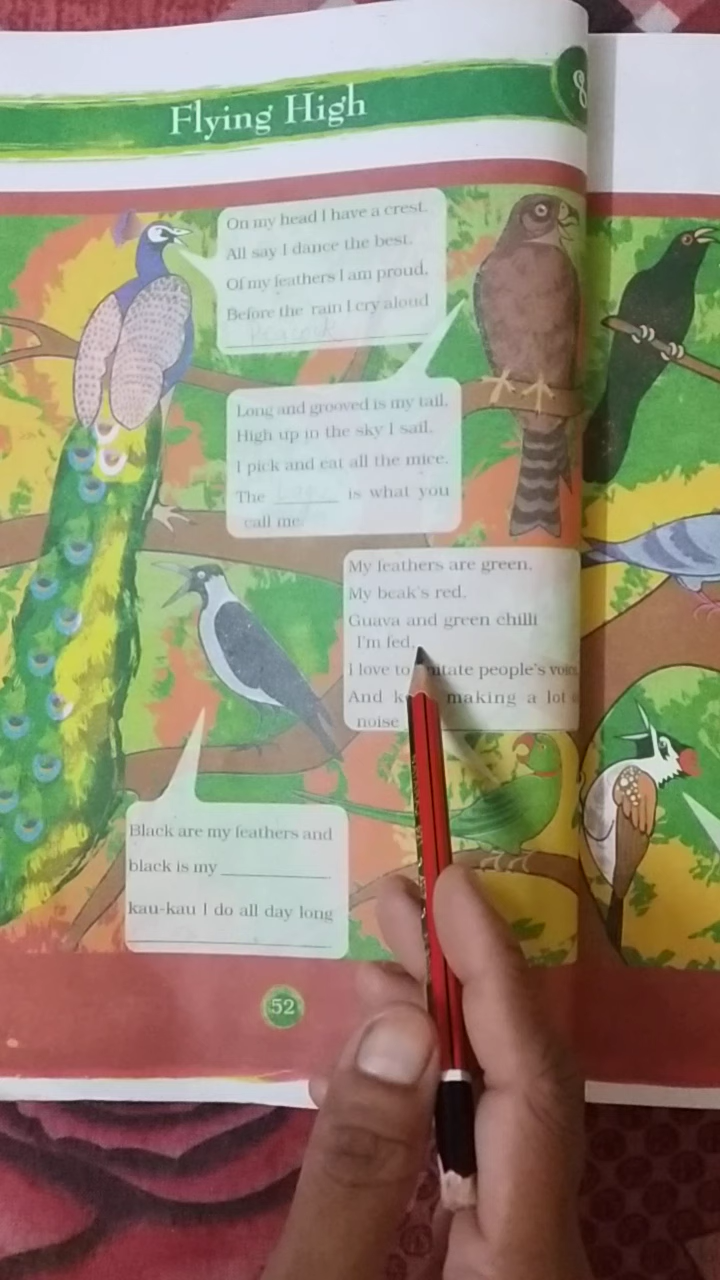 8
Flying High
On my head I have a crest.
All say I dance the best.
Of my feathers I am proud.
Before the rain I cry aloud
Long and grooved is my tail.
High up in the sky I sail.
I pick and eat all the mice.
The ________ is what you
call me.
My feathers are green.
My beak's red.
Guava and green chilli
I'm fed.
I love to people's
And making a lot
noise
Black are my feathers and
black is my ____________
kau-kau I do all day long
52